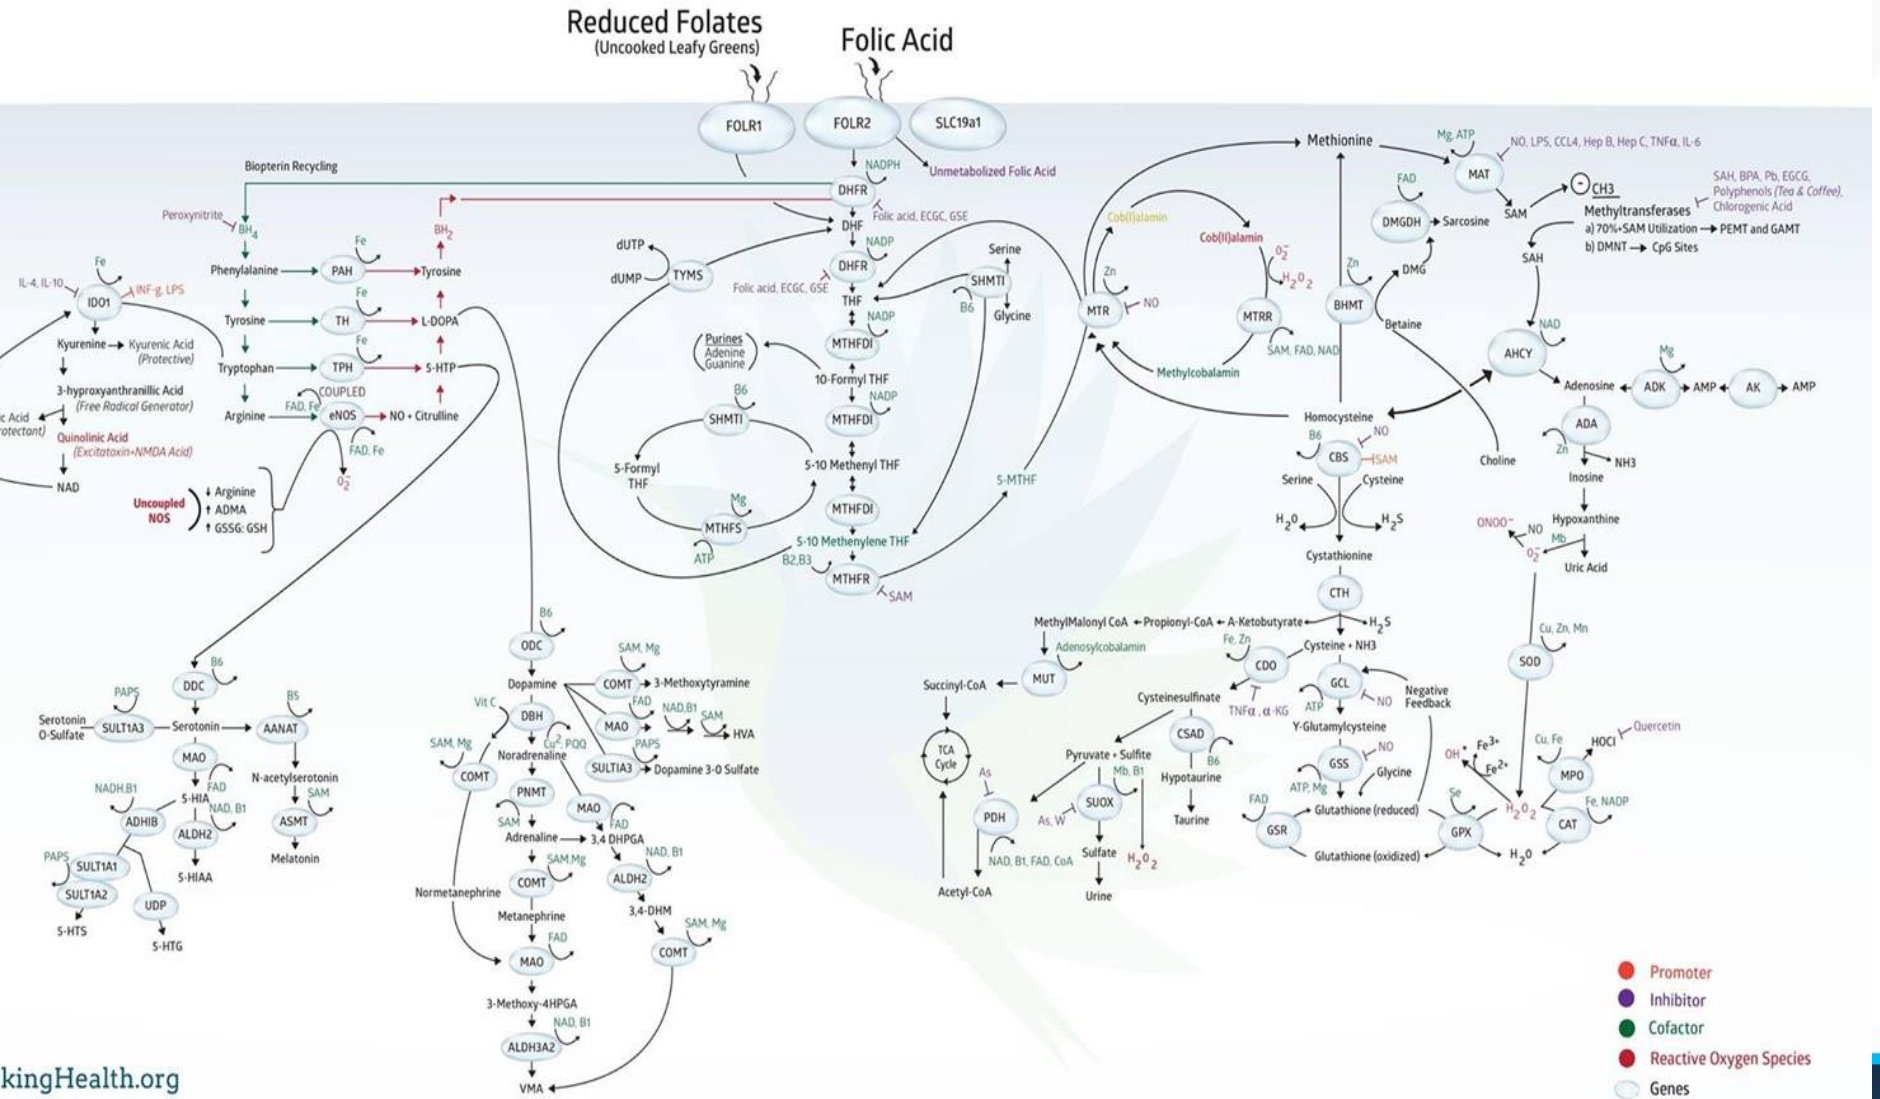 Reduced Folates
(Uncooked Leafy Greens)
Folic Acid
FOLR1
FOLR2
SLC19a1
NADPH
Unmetabolized Folic Acid
Biopterin Recycling
DHFR
Folic acid, ECGC, GSE
DHF
NADP
DHFR
Folic acid, ECGC, GSE
THF
NADP
MTHFDI
10-Formyl THF
NADP
MTHFDI
5-10 Methenyl THF
MTHFDI
5-10 Methenylene THF
B2,B3
MTHFR
SAM
Peroxynitrite
BH4
BH2
Phenylalanine
Fe
PAH
Tyrosine
Tyrosine
Fe
TH
L-DOPA
Tryptophan
Fe
TPH
5-HTP
COUPLED
Arginine
FAD, Fe
eNOS
NO + Citrulline
FAD, Fe
O2-
Uncoupled
NOS
↓ Arginine
↑ ADMA
↑ GSSG: GSH
Fe
IL-4, IL-10
IDO1
INF-g, LPS
Kyurenine
Kyurenic Acid
(Protective)
3-hyproxyanthranillic Acid
(Free Radical Generator)
ic Acid
rotectant)
Quinolinic Acid
(Excitatoxin+NMDA Acid)
NAD
dUTP
dUMP
TYMS
(Purines
Adenine
Guanine)
B6
SHMTI
5-Formyl
THF
Mg
MTHFS
ATP
Serine
SHMTI
B6
Glycine
5-MTHF
Cob(I)alamin
Cob(II)alamin
O2-
H2O2
Zn
MTR
NO
MTRR
SAM, FAD, NAD
Methylcobalamin
Methionine
Mg, ATP
NO, LPS, CCL4, Hep B, Hep C, TNFα, IL-6
MAT
SAM
- CH3
SAH, BPA, Pb, EGCG,
Polyphenols (Tea & Coffee),
Chlorogenic Acid
Methyltransferases
a) 70%+SAM Utilization → PEMT and GAMT
b) DMNT → CpG Sites
FAD
DMGDH
Sarcosine
DMG
Zn
BHMT
Betaine
Choline
SAH
NAD
AHCY
Adenosine
Mg
ADK
AMP
AK
AMP
ADA
Zn
NH3
Inosine
Hypoxanthine
Mb
Uric Acid
ONOO-
NO
O2-
Homocysteine
B6
NO
CBS
SAM
Serine
Cysteine
H2O
H2S
Cystathionine
CTH
MethylMalonyl CoA
Propionyl-CoA
A-Ketobutyrate
H2S
Adenosylcobalamin
MUT
Succinyl-CoA
TCA
Cycle
Acetyl-CoA
Fe, Zn
Cysteine + NH3
CDO
TNFα, α-KG
GCL
ATP
NO
Negative
Feedback
Cysteinesulfinate
CSAD
B6
Hypotaurine
Taurine
Pyruvate + Sulfite
Mb, B1
SUOX
As, W
Sulfate
H2O2
Urine
As
PDH
NAD, B1, FAD, CoA
Y-Glutamylcysteine
NO
GSS
Glycine
ATP, Mg
Glutathione (reduced)
FAD
GSR
Glutathione (oxidized)
Se
GPX
H2O
Cu, Zn, Mn
SOD
OH•
Fe3+
Fe2+
H2O2
Cu, Fe
HOCI
Quercetin
MPO
Fe, NADP
CAT
B6
DDC
PAPS
Serotonin
O-Sulfate
SULT1A3
Serotonin
B5
AANAT
N-acetylserotonin
SAM
ASMT
Melatonin
MAO
FAD
5-HIA
NADH,B1
ADHIB
NAD, B1
ALDH2
5-HIAA
PAPS
SULT1A1
SULT1A2
5-HTS
UDP
5-HTG
B6
ODC
Dopamine
SAM, Mg
COMT
3-Methoxytyramine
FAD
MAO
NAD,B1
SAM
HVA
PAPS
SULTIA3
Dopamine 3-O Sulfate
Vit C
DBH
Cu2, PQQ
Noradrenaline
SAM, Mg
COMT
PNMT
SAM
MAO
FAD
Adrenaline
3,4 DHPGA
SAM,Mg
COMT
NAD, B1
ALDH2
3,4-DHM
Normetanephrine
Metanephrine
SAM, Mg
COMT
FAD
MAO
3-Methoxy-4HPGA
NAD, B1
ALDH3A2
VMA
Promoter
Inhibitor
Cofactor
Reactive Oxygen Species
Genes
kingHealth.org